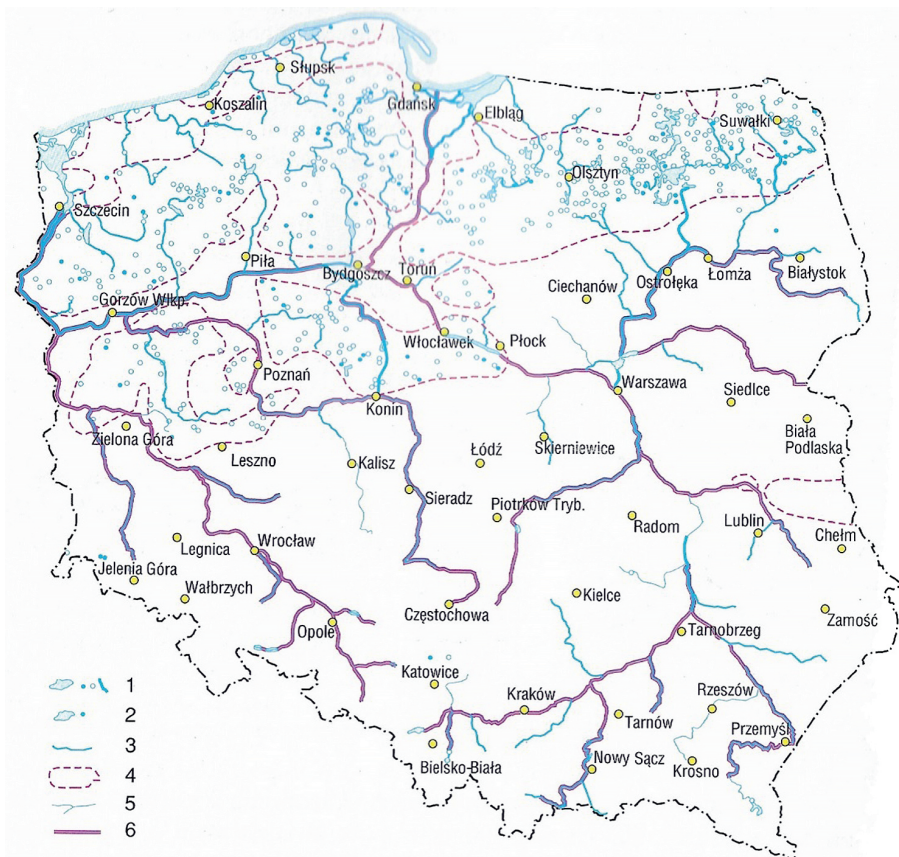 Słupsk
Koszalin
Gdańsk
Elbląg
Suwałki
Olsztyn
Szczecin
Piła
Bydgoszcz
Toruń
Ciechanów
Ostrołęka
Łomża
Białystok
Gorzów Wlkp.
Włocławek
Płock
Poznań
Warszawa
Siedlce
Konin
Biała
Podlaska
Zielona Góra
Leszno
Kalisz
Łódź
Skierniewice
Sieradz
Piotrków Tryb.
Radom
Lublin
Chełm
Legnica
Wrocław
Jelenia Góra
Wałbrzych
Częstochowa
Kielce
Zamość
Opole
Tarnobrzeg
Katowice
Kraków
Rzeszów
Tarnów
Przemyśl
Bielsko-Biała
Nowy Sącz
Krosno
1
2
3
4
5
6